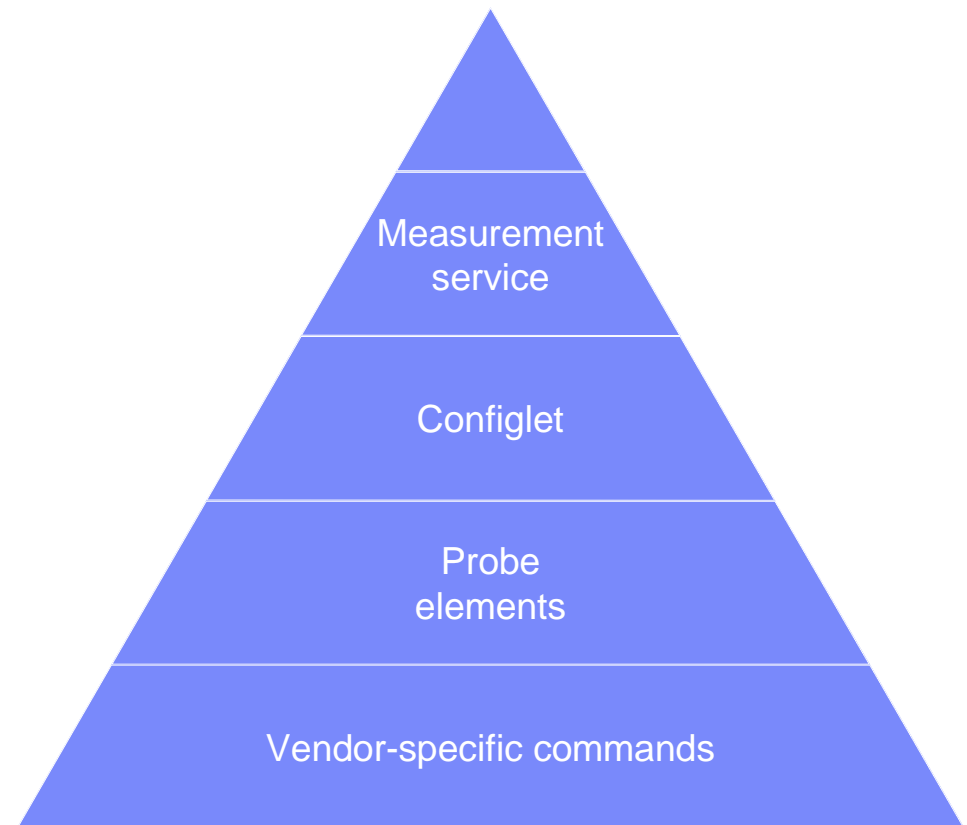 Measurement
service
Configlet
Probe
elements
Vendor-specific commands